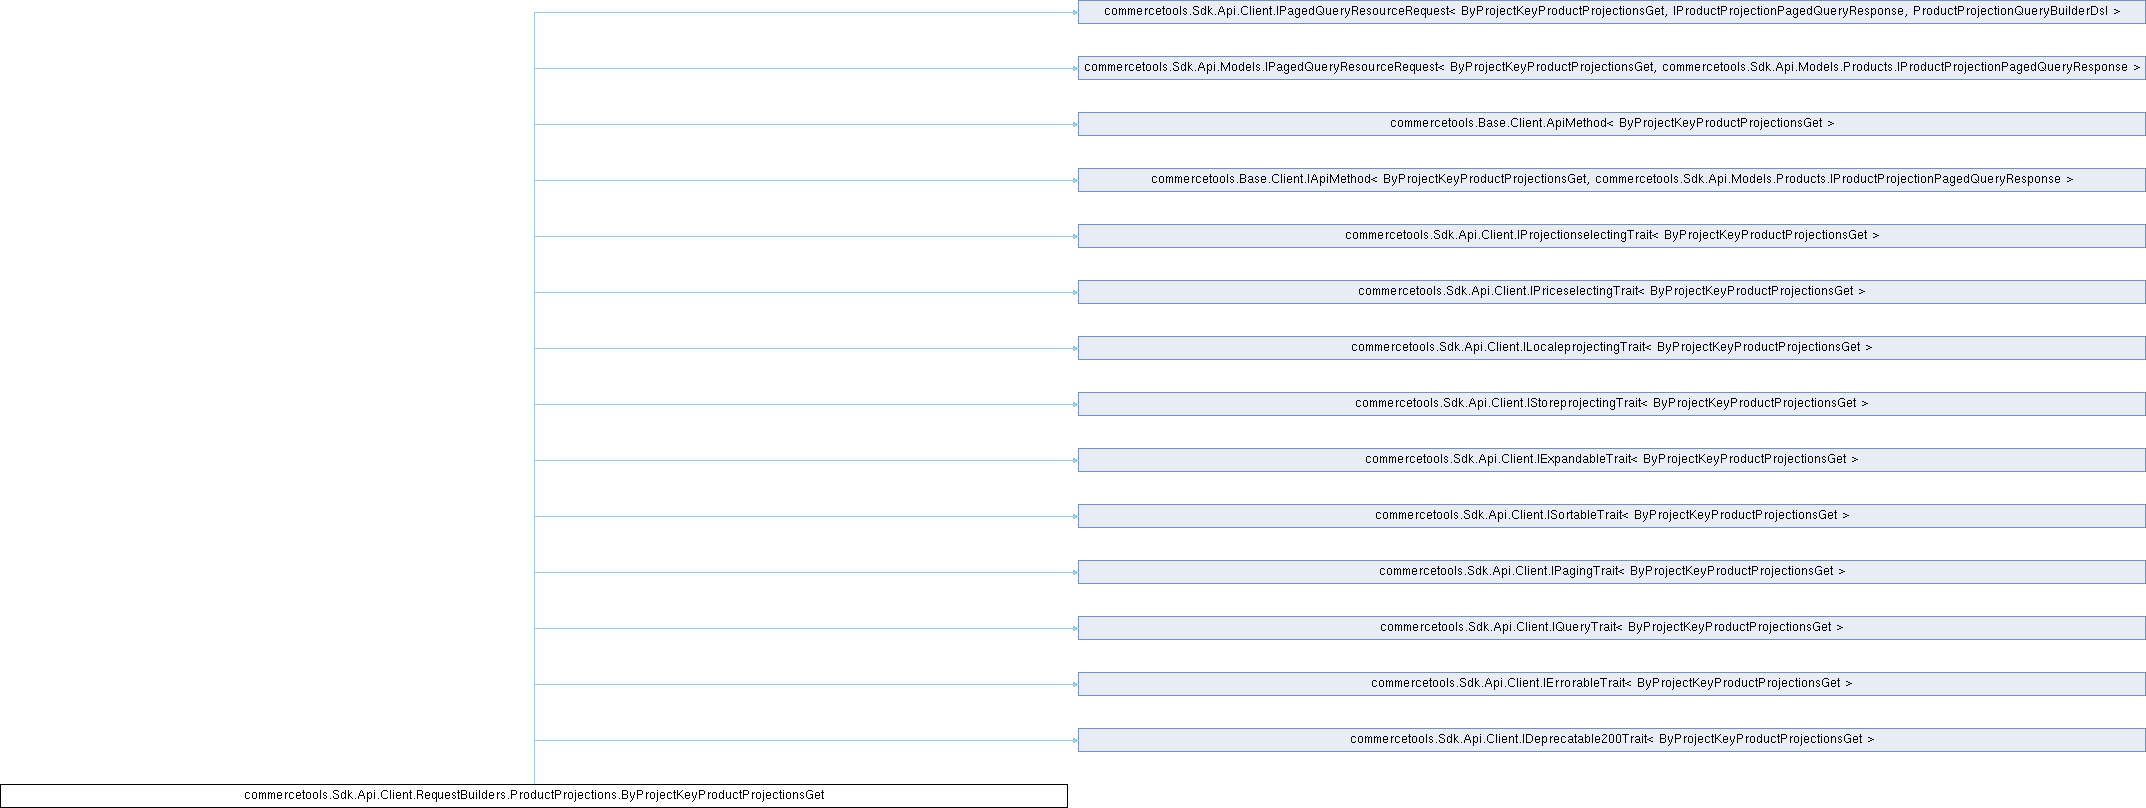 commercetools.Sdk.Api.Client.IPagedQueryResourceRequest< ByProjectKeyProductProjectionsGet, IProductProjectionPagedQueryResponse, ProductProjectionQueryBuilderDsl >
commercetools.Sdk.Api.Models.IPagedQueryResourceRequest< ByProjectKeyProductProjectionsGet, commercetools.Sdk.Api.Models.Products.IProductProjectionPagedQueryResponse >
commercetools.Base.Client.ApiMethod< ByProjectKeyProductProjectionsGet >
commercetools.Base.Client.IApiMethod< ByProjectKeyProductProjectionsGet, commercetools.Sdk.Api.Models.Products.IProductProjectionPagedQueryResponse >
commercetools.Sdk.Api.Client.IProjectionselectingTrait< ByProjectKeyProductProjectionsGet >
commercetools.Sdk.Api.Client.IPriceselectingTrait< ByProjectKeyProductProjectionsGet >
commercetools.Sdk.Api.Client.ILocaleprojectingTrait< ByProjectKeyProductProjectionsGet >
commercetools.Sdk.Api.Client.IStoreprojectingTrait< ByProjectKeyProductProjectionsGet >
commercetools.Sdk.Api.Client.IExpandableTrait< ByProjectKeyProductProjectionsGet >
commercetools.Sdk.Api.Client.ISortableTrait< ByProjectKeyProductProjectionsGet >
commercetools.Sdk.Api.Client.IPagingTrait< ByProjectKeyProductProjectionsGet >
commercetools.Sdk.Api.Client.IQueryTrait< ByProjectKeyProductProjectionsGet >
commercetools.Sdk.Api.Client.IErrorableTrait< ByProjectKeyProductProjectionsGet >
commercetools.Sdk.Api.Client.IDeprecatable200Trait< ByProjectKeyProductProjectionsGet >
commercetools.Sdk.Api.Client.RequestBuilders.ProductProjections.ByProjectKeyProductProjectionsGet